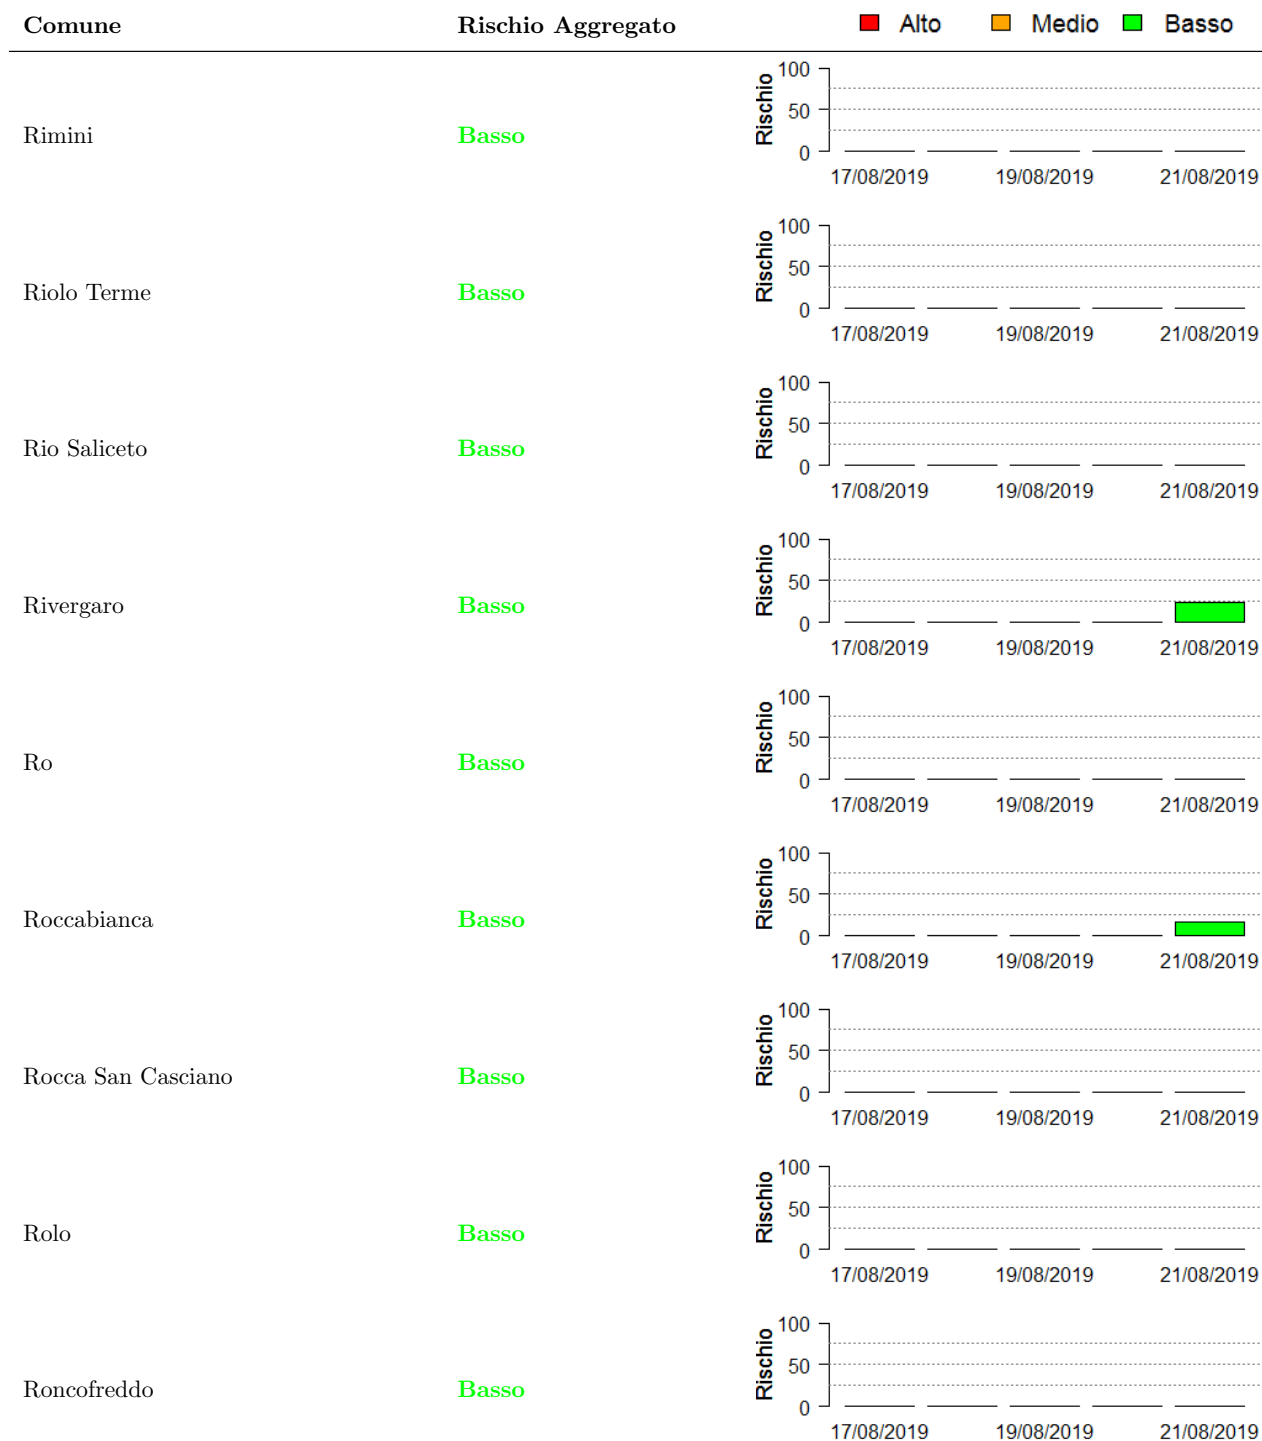 Comune Rischio Aggregato Alto Medio Basso
100
Rischio
50
Rimini Basso
0
17/08/2019 19/08/2019 21/08/2019
100
Rischio
50
Riolo Terme Basso
0
17/08/2019 19/08/2019 21/08/2019
100
Rischio
50
Rio Saliceto Basso
0
17/08/2019 19/08/2019 21/08/2019
100
Rischio
50
Rivergaro Basso
0
17/08/2019 19/08/2019 21/08/2019
100
Rischio
50
Ro Basso
0
17/08/2019 19/08/2019 21/08/2019
100
Rischio
50
Roccabianca Basso
0
17/08/2019 19/08/2019 21/08/2019
100
Rischio
50
Rocca San Casciano Basso
0
17/08/2019 19/08/2019 21/08/2019
100
Rischio
50
Rolo Basso
0
17/08/2019 19/08/2019 21/08/2019
100
Rischio
50
Roncofreddo Basso
0
17/08/2019 19/08/2019 21/08/2019